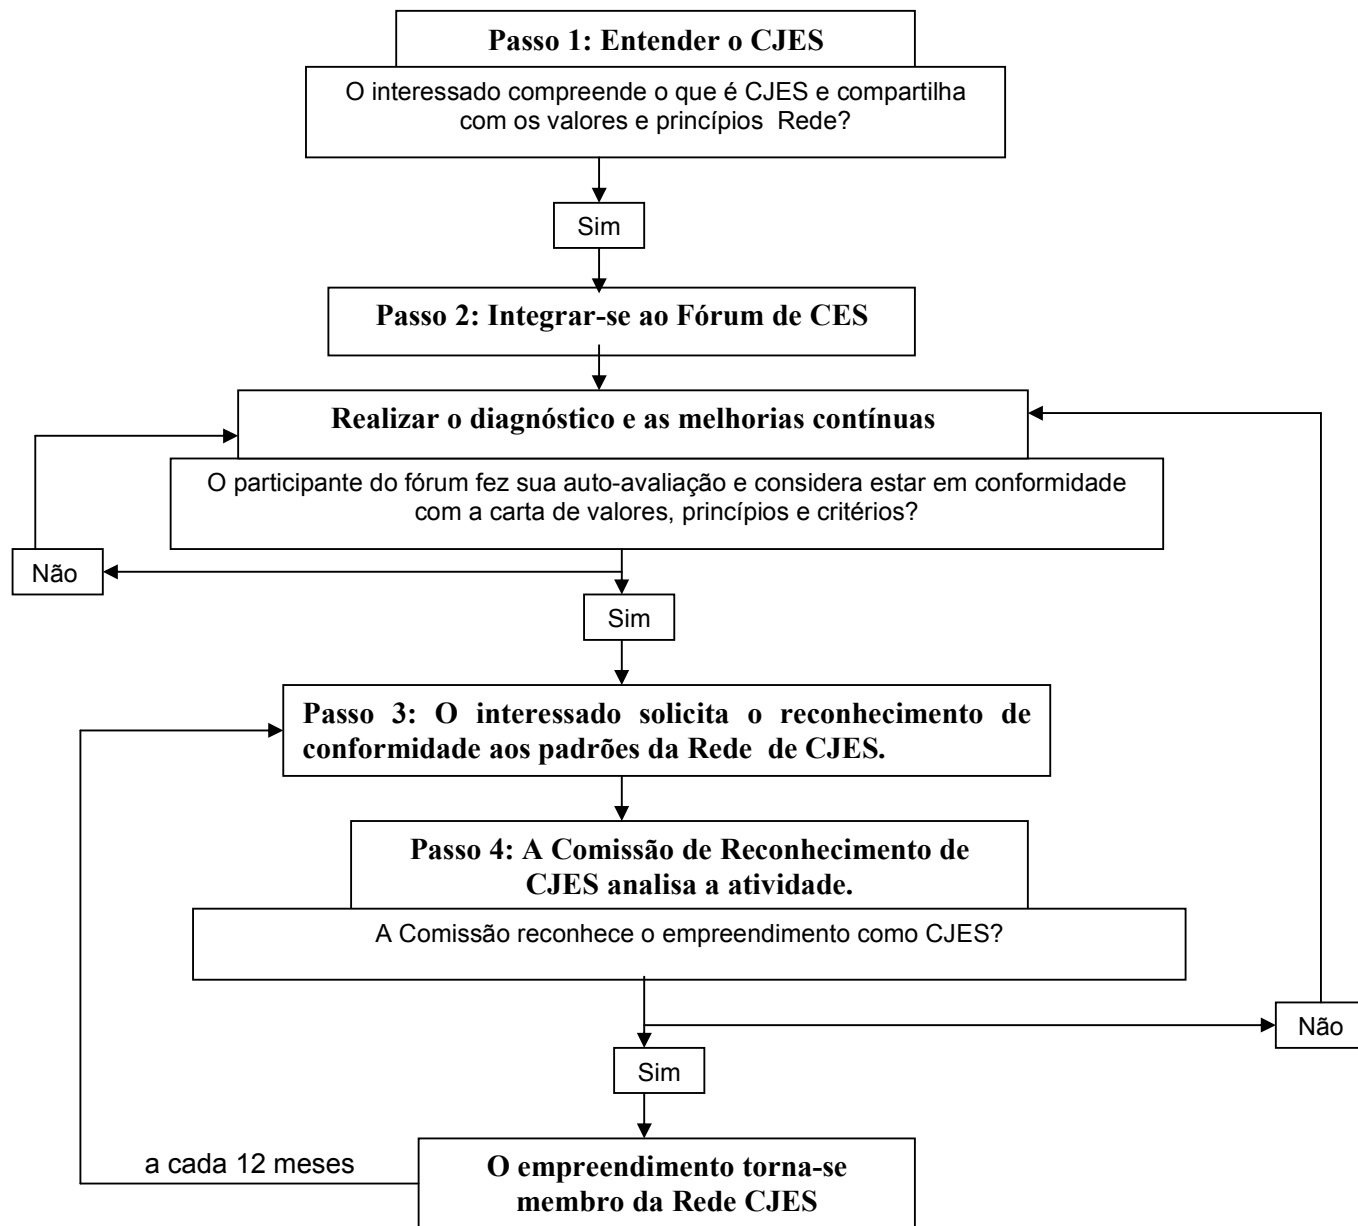 Passo 1: Entender o CJES
O interessado compreende o que é CJES e compartilha
com os valores e princípios  Rede?
Sim
Passo 2: Integrar-se ao Fórum de CES
Realizar o diagnóstico e as melhorias contínuas
O participante do fórum fez sua auto-avaliação e considera estar em conformidade
com a carta de valores, princípios e critérios?
Não
Sim
Passo 3: O interessado solicita o reconhecimento de
conformidade aos padrões da Rede  de CJES.
Passo 4: A Comissão de Reconhecimento de
CJES analisa a atividade.
A Comissão reconhece o empreendimento como CJES?
Não
Sim
a cada 12 meses
O empreendimento torna-se
membro da Rede CJES